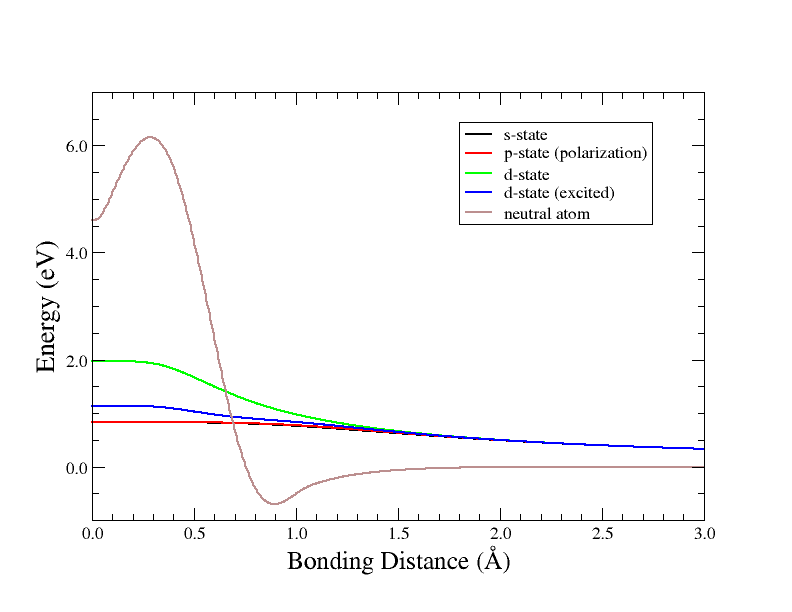 s-state
p-state (polarization)
d-state
d-state (excited)
neutral atom
6.0
4.0
2.0
0.0
Energy (eV)
0.0 0.5 1.0 1.5 2.0 2.5 3.0
Bonding Distance (Å)